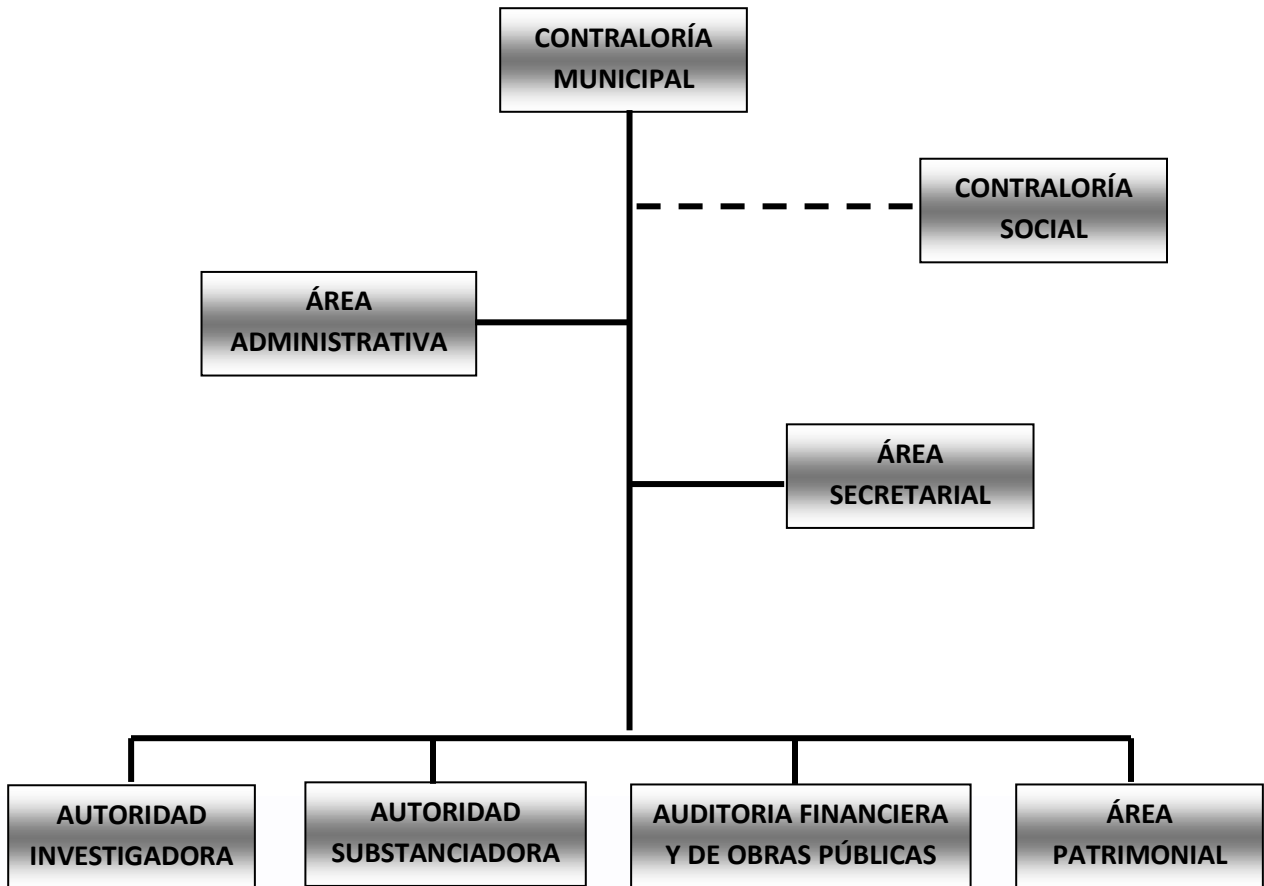 CONTRALORÍA
MUNICIPAL
CONTRALORÍA
SOCIAL
ÁREA
ADMINISTRATIVA
ÁREA
SECRETARIAL
AUTORIDAD
INVESTIGADORA
AUTORIDAD
SUBSTANCIADORA
AUDITORIA FINANCIERA
Y DE OBRAS PÚBLICAS
ÁREA
PATRIMONIAL